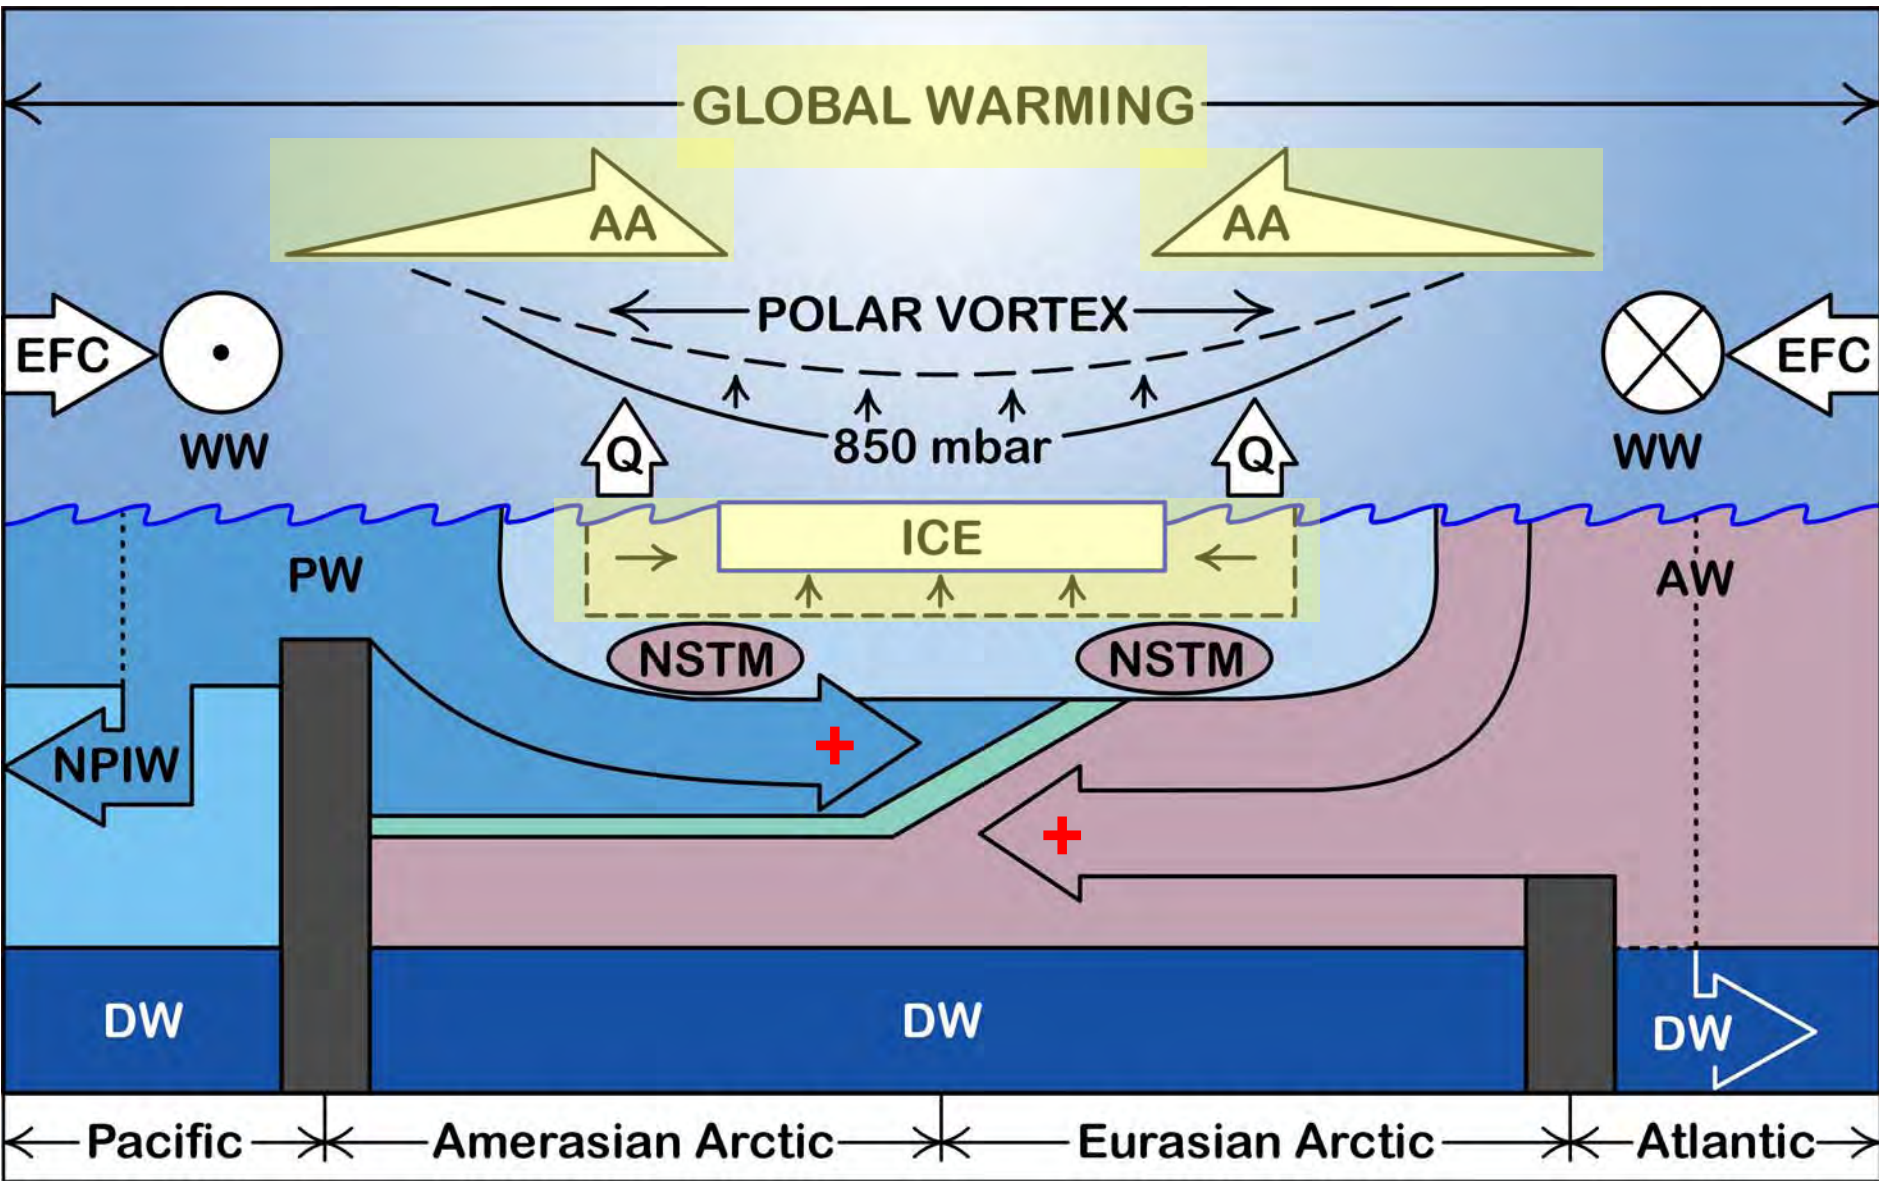 GLOBAL WARMING
AA
AA
POLAR VORTEX
EFC
EFC
WW
850 mbar
WW
Q
Q
ICE
PW
AW
NSTM
NSTM
NPIW
DW
DW
DW
Pacific
Amerasian Arctic
Eurasian Arctic
Atlantic